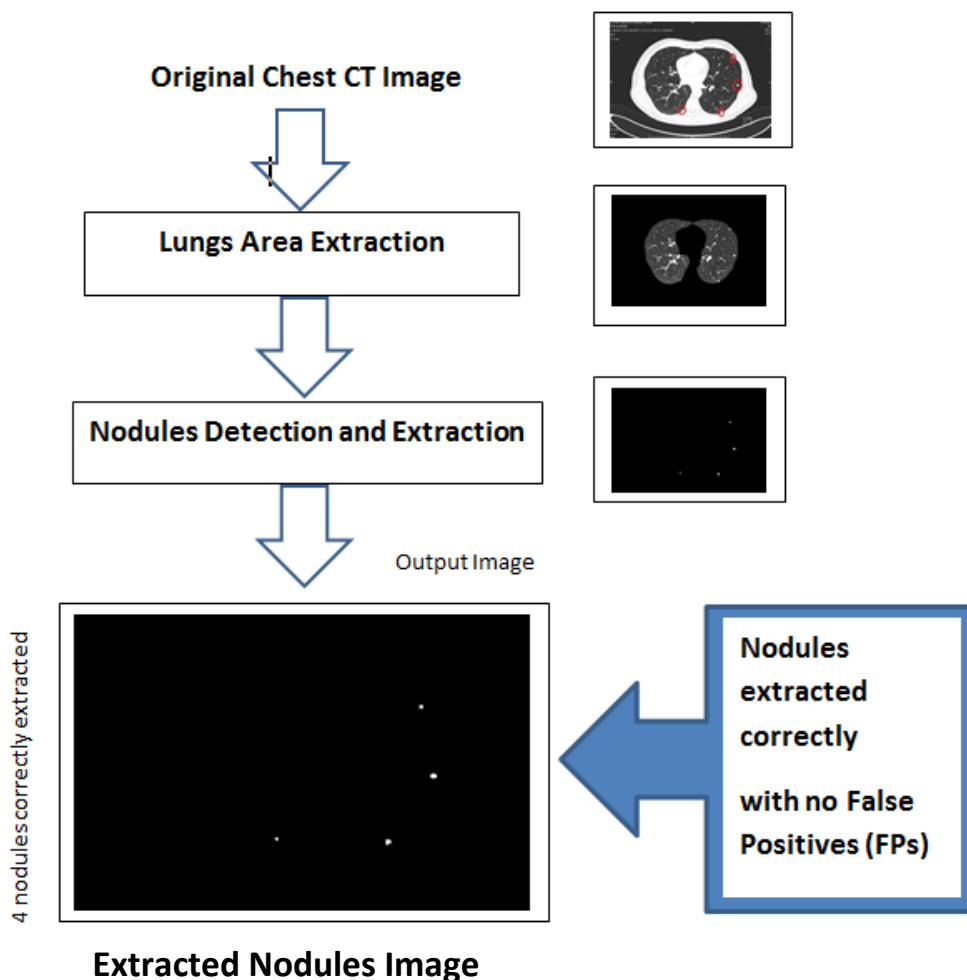 Original Chest CT Image
Lungs Area Extraction
Nodules Detection and Extraction
Output Image
4 nodules correctly extracted
Nodules
extracted
correctly
with no False
Positives (FPs)
Extracted Nodules Image